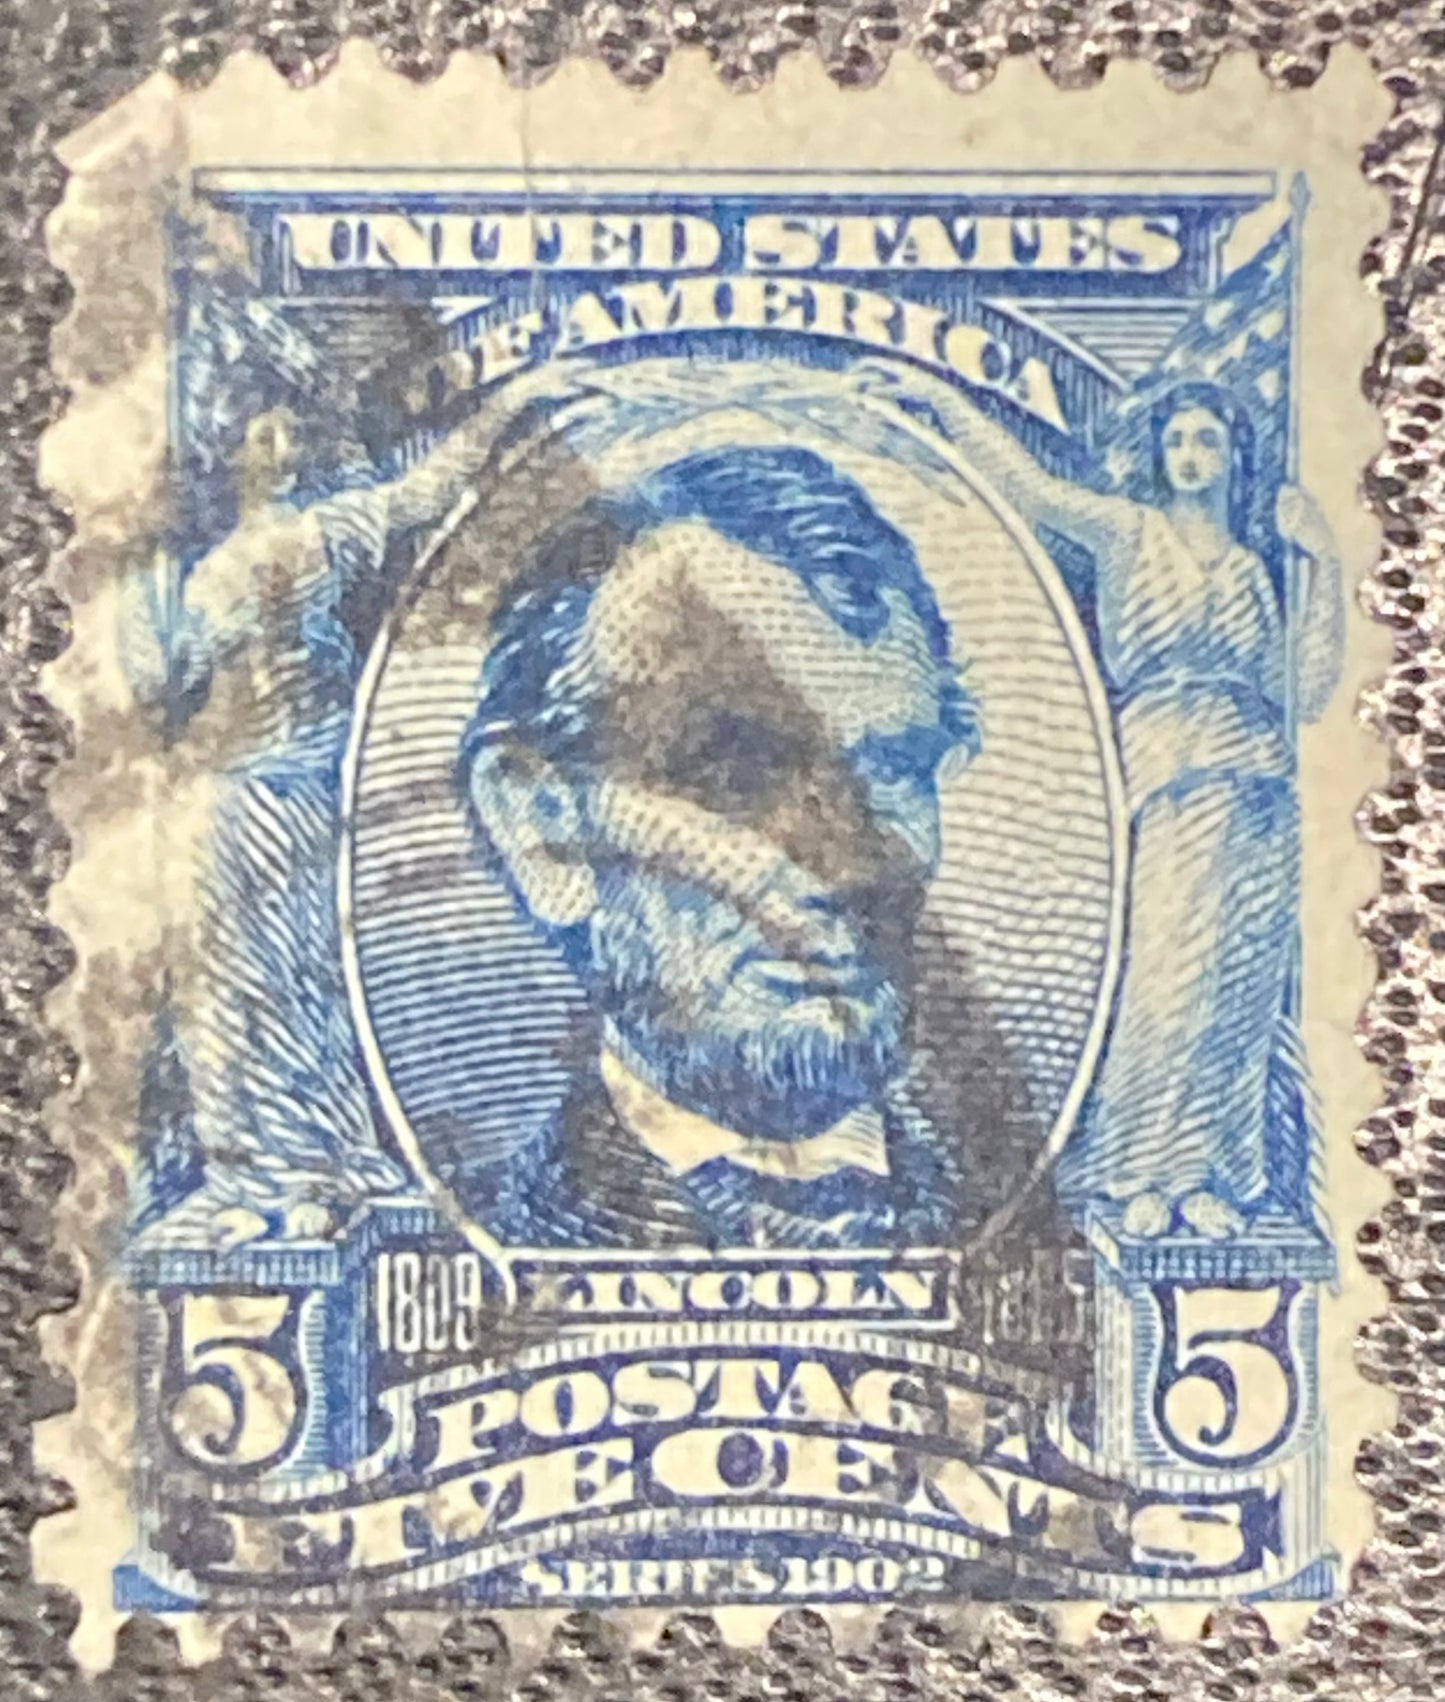 UNITED STATES
OF AMERICA
1809 LINCOLN
5 POSTAGE 5
FIVE CENTS
SERIES 1902